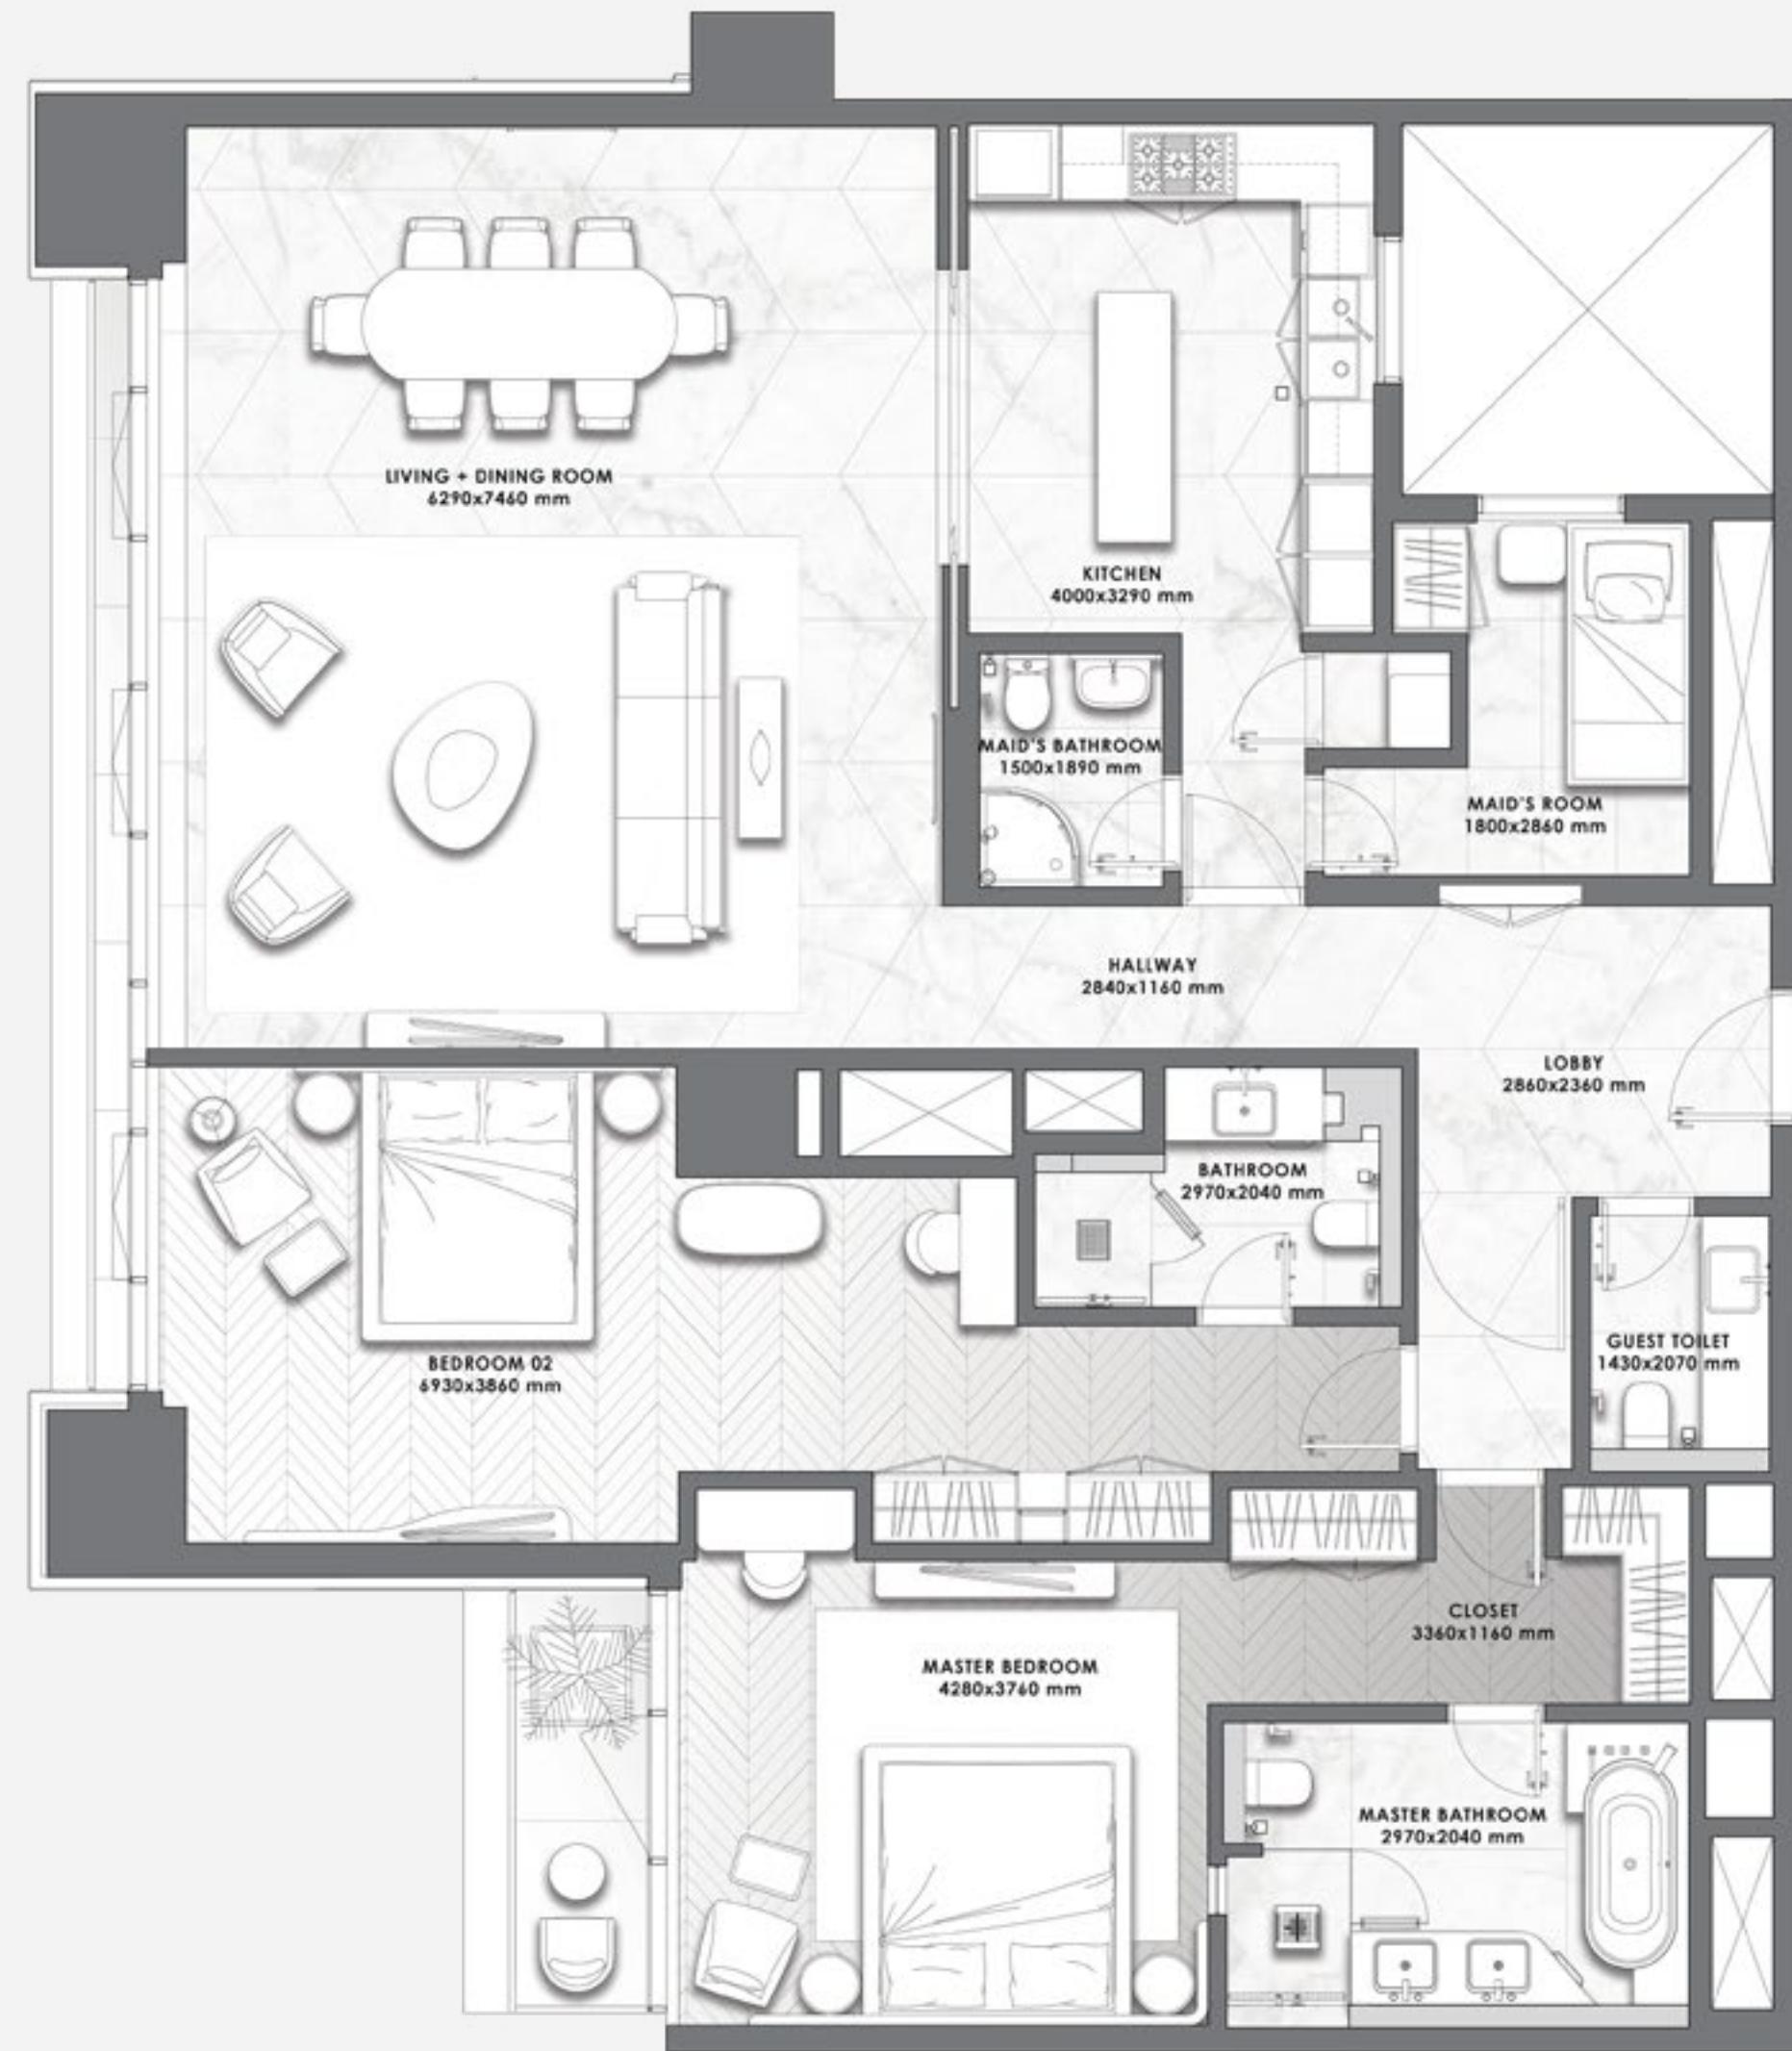 LIVING + DINING ROOM
6290x7460 mm
KITCHEN
4000x3290 mm
MAID'S BATHROOM
1500x1890 mm
MAID'S ROOM
1800x2860 mm
HALLWAY
2840x1160 mm
LOBBY
2860x2360 mm
BATHROOM
2970x2040 mm
GUEST TOILET
1430x2070 mm
BEDROOM 02
6930x3860 mm
CLOSET
3360x1160 mm
MASTER BEDROOM
4280x3760 mm
MASTER BATHROOM
2970x2040 mm